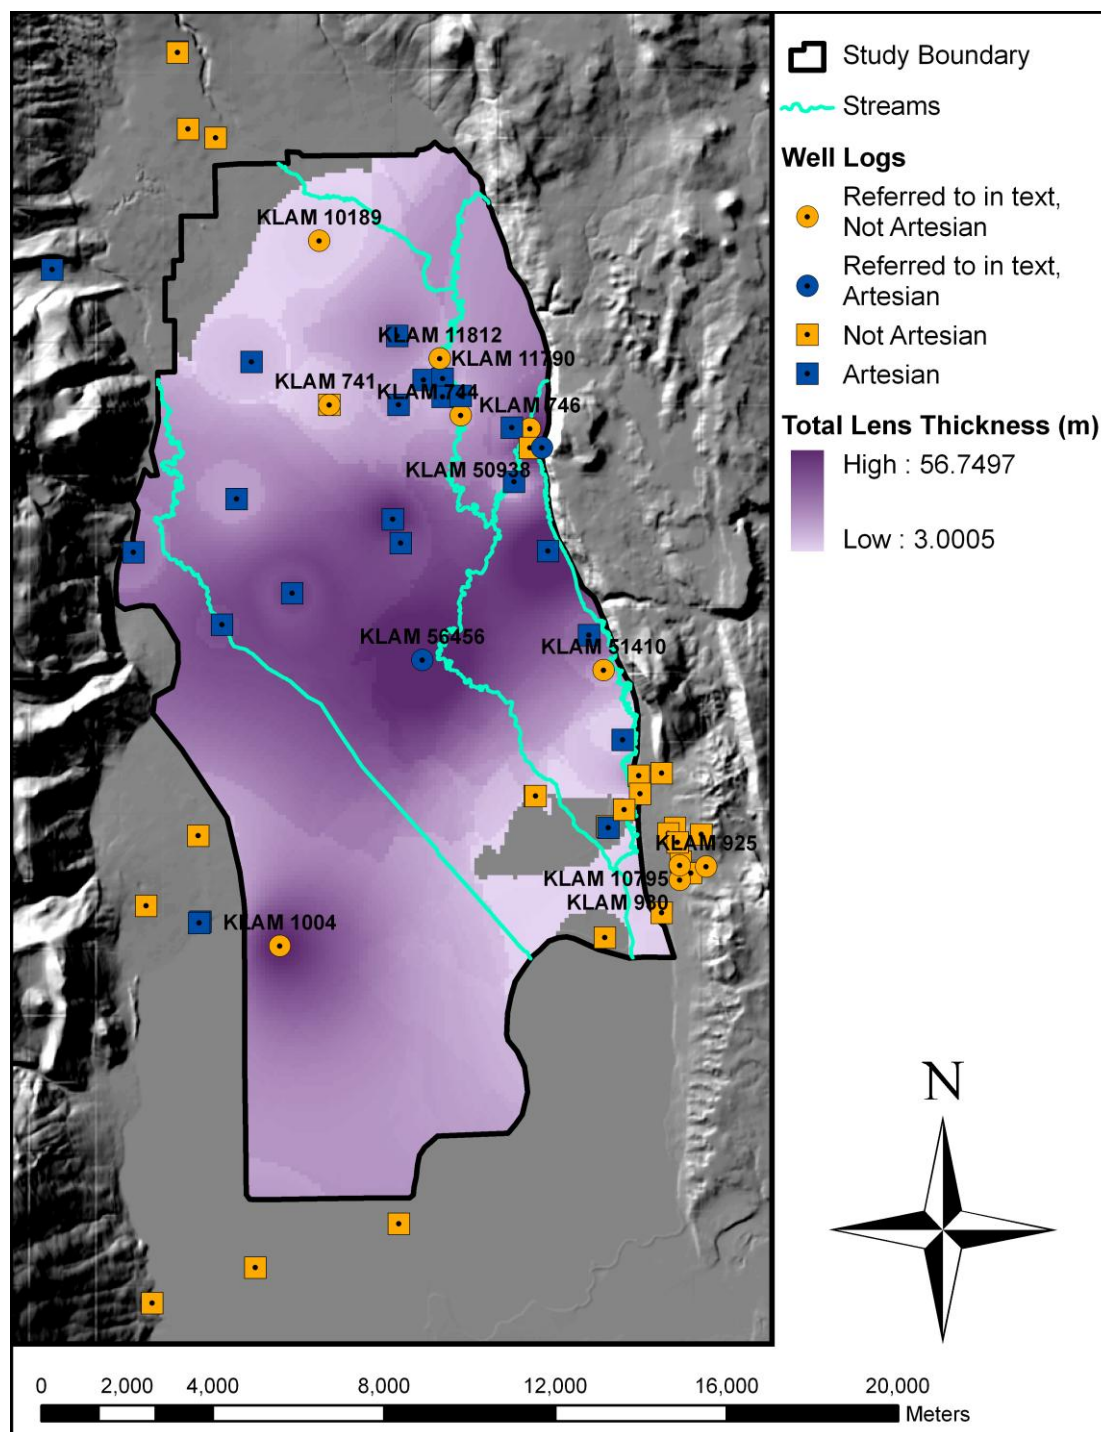 Study Boundary
Streams
Well Logs
Referred to in text,
Not Artesian
Referred to in text,
Artesian
Not Artesian
Artesian
Total Lens Thickness (m)
High : 56.7497
Low : 3.0005
KLAM 10189
KLAM 11812
KLAM 11790
KLAM 741
KLAM 744
KLAM 746
KLAM 50938
KLAM 56456
KLAM 51410
KLAM 925
KLAM 10795
KLAM 980
KLAM 1004
N
0 2,000 4,000 8,000 12,000 16,000 20,000
Meters